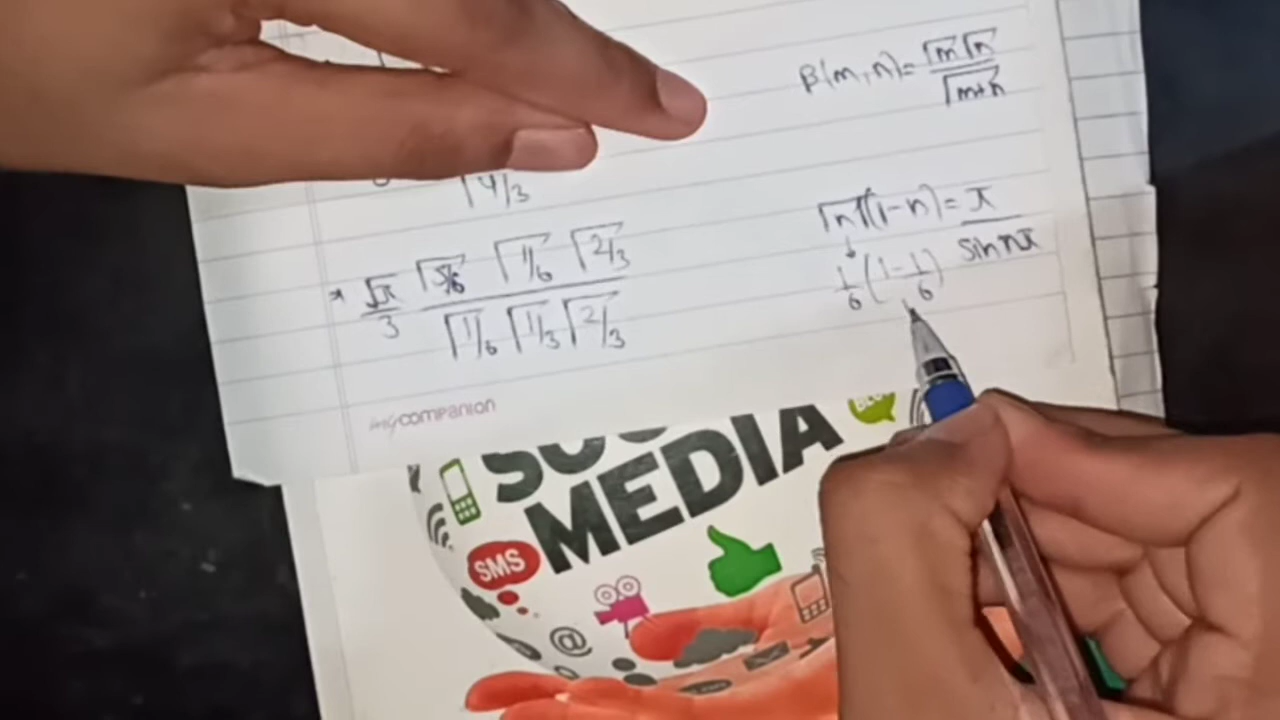 β(m,n)= Γm Γn / Γm+n
Γ4/3
Γn Γ(1-n)= π / sin nπ
1/6 (1-1/6)
* √π/3 Γ5/6 Γ1/6 Γ2/3 / Γ1/6 Γ1/3 Γ2/3
mycompanion
MEDIA
SMS
@